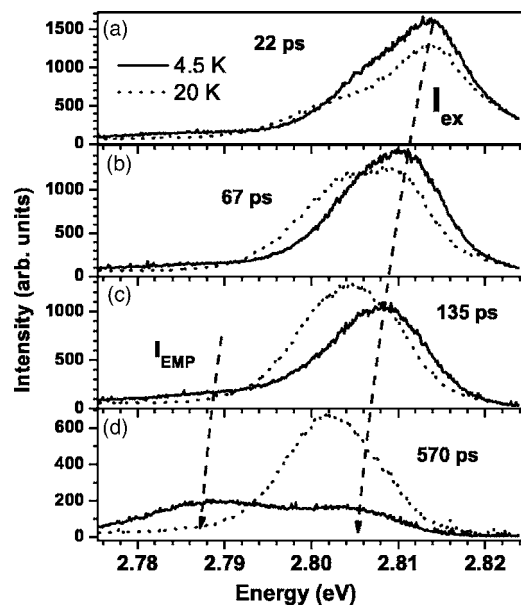 (a)
22 ps
4.5 K
20 K
I_ex
1500
1000
500
0
(b)
67 ps
1000
500
0
(c)
135 ps
I_EMP
1000
500
0
(d)
570 ps
600
400
200
0
Intensity (arb. units)
2.78 2.79 2.80 2.81 2.82
Energy (eV)